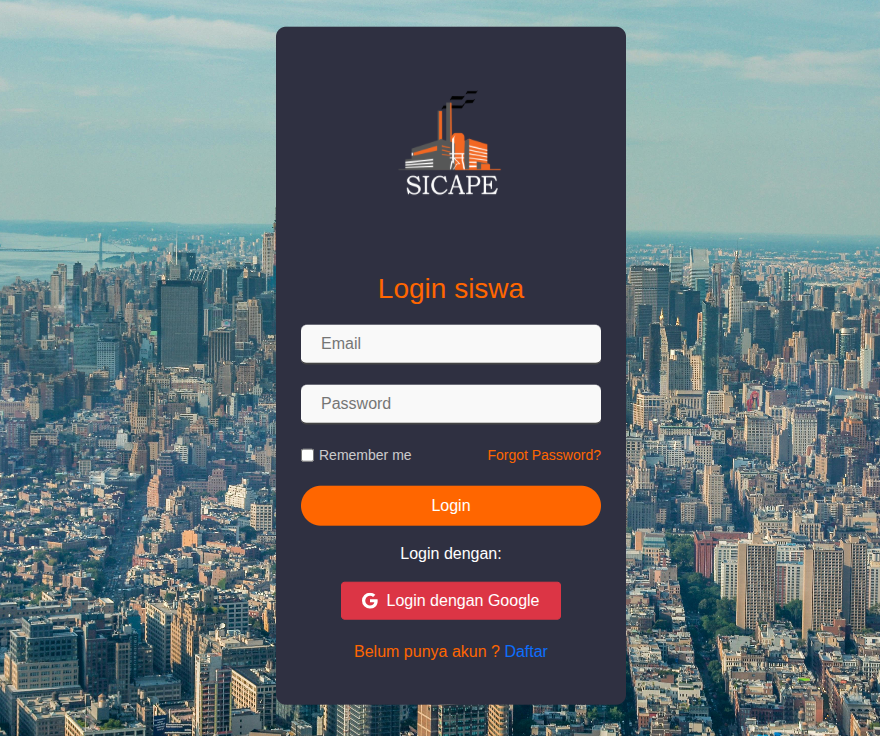 SICAPE
Login siswa
Email
Password
Remember me Forgot Password?
Login
Login dengan:
Login dengan Google
Belum punya akun ? Daftar